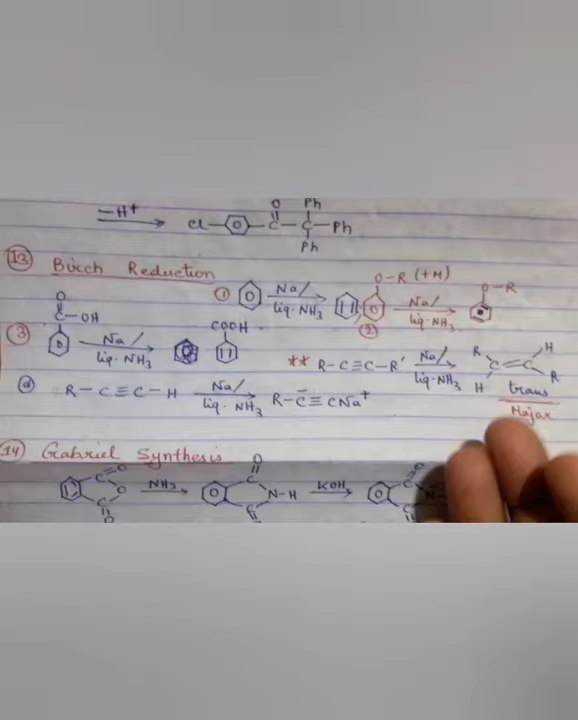 O Ph
—H⁺ Cl C — C — Ph
Ph
13 Birch Reduction
O–R (+M) O–R
① Na/ liq. NH₃ Na/ liq. NH₃
②
O
C – OH
③ Na/ liq. NH₃ COOH
** R–C≡C–R' Na/ liq. NH₃ R C=C H H R
trans
Major
④ R–C≡C–H Na/ liq. NH₃ R–C≡CNa⁺
14 Gabriel Synthesis
C=O O C=O NH₃ O C N–H C KOH C O